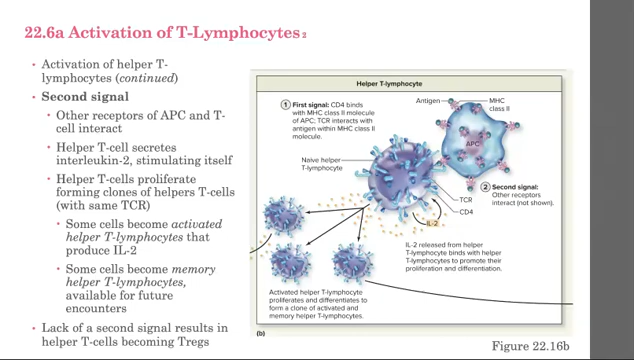 22.6a Activation of T-Lymphocytes 2
• Activation of helper T-
lymphocytes (continued)
• Second signal
• Other receptors of APC and T-
cell interact
• Helper T-cell secretes
interleukin-2, stimulating itself
• Helper T-cells proliferate
forming clones of helpers T-cells
(with same TCR)
• Some cells become activated
helper T-lymphocytes that
produce IL-2
• Some cells become memory
helper T-lymphocytes,
available for future
encounters
• Lack of a second signal results in
helper T-cells becoming Tregs
Helper T-lymphocyte
1 First signal: CD4 binds
with MHC class II molecule
of APC; TCR interacts with
antigen within MHC class II
molecule.
Antigen
MHC
class II
APC
Naive helper
T-lymphocyte
2 Second signal:
Other receptors
interact (not shown).
TCR
CD4
IL-2
IL-2 released from helper
T-lymphocyte binds with helper
T-lymphocytes to promote their
proliferation and differentiation.
Activated helper T-lymphocyte
proliferates and differentiates to
form a clone of activated and
memory helper T-lymphocytes.
(b)
Figure 22.16b